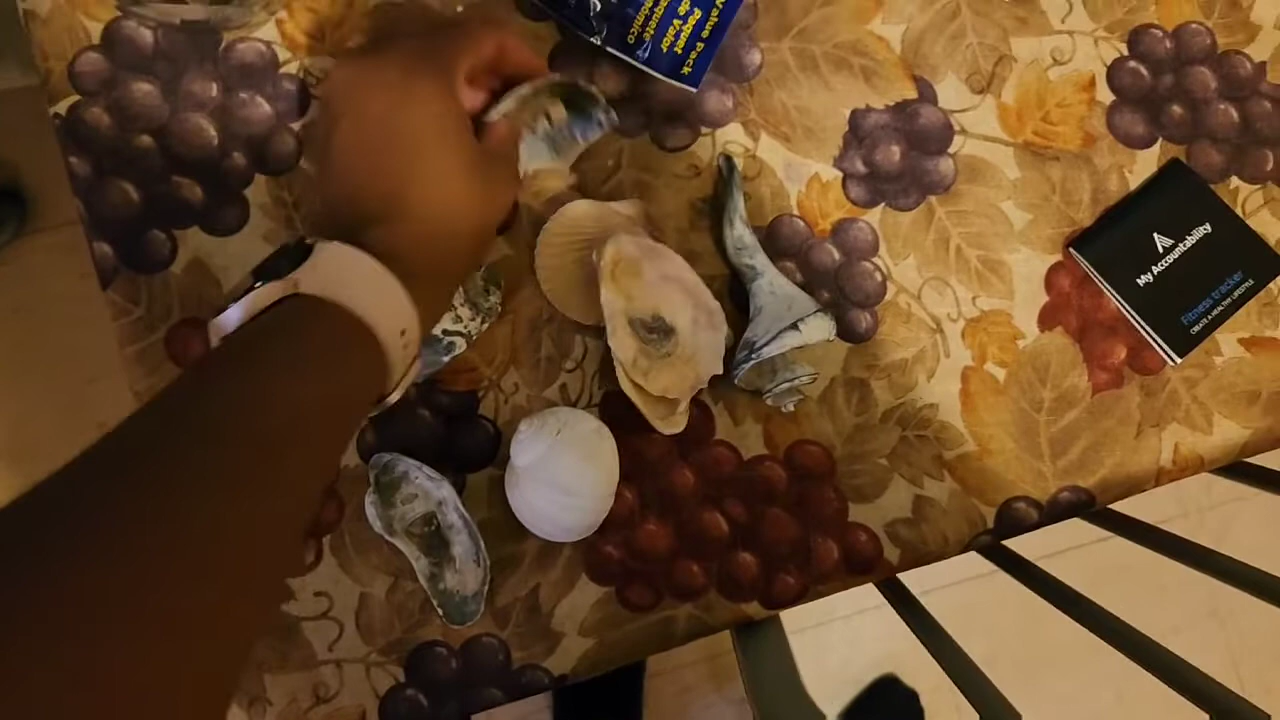 Value Pack
Paquet
de Valor
My Accountability
Fitness tracker
CREATE A HEALTHY LIFESTYLE